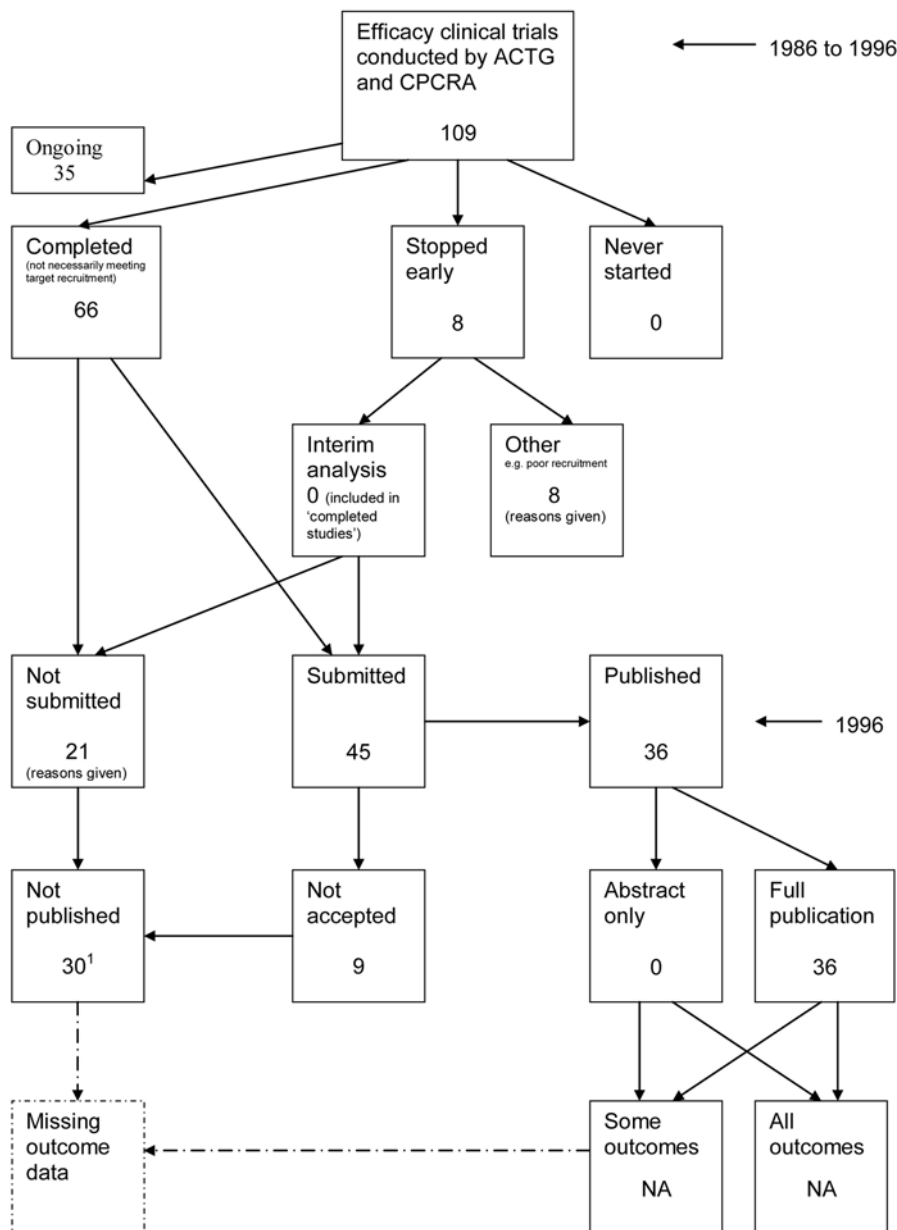 Efficacy clinical trials
conducted by ACTG
and CPCRA
109
1986 to 1996
Ongoing
35
Completed
(not necessarily meeting
target recruitment)
66
Stopped
early
8
Never
started
0
Interim
analysis
0 (included in
‘completed
studies’)
Other
e.g. poor recruitment
8
(reasons given)
Not
submitted
21
(reasons given)
Submitted
45
Published
36
1996
Not
published
30¹
Not
accepted
9
Abstract
only
0
Full
publication
36
Missing
outcome
data
Some
outcomes
NA
All
outcomes
NA